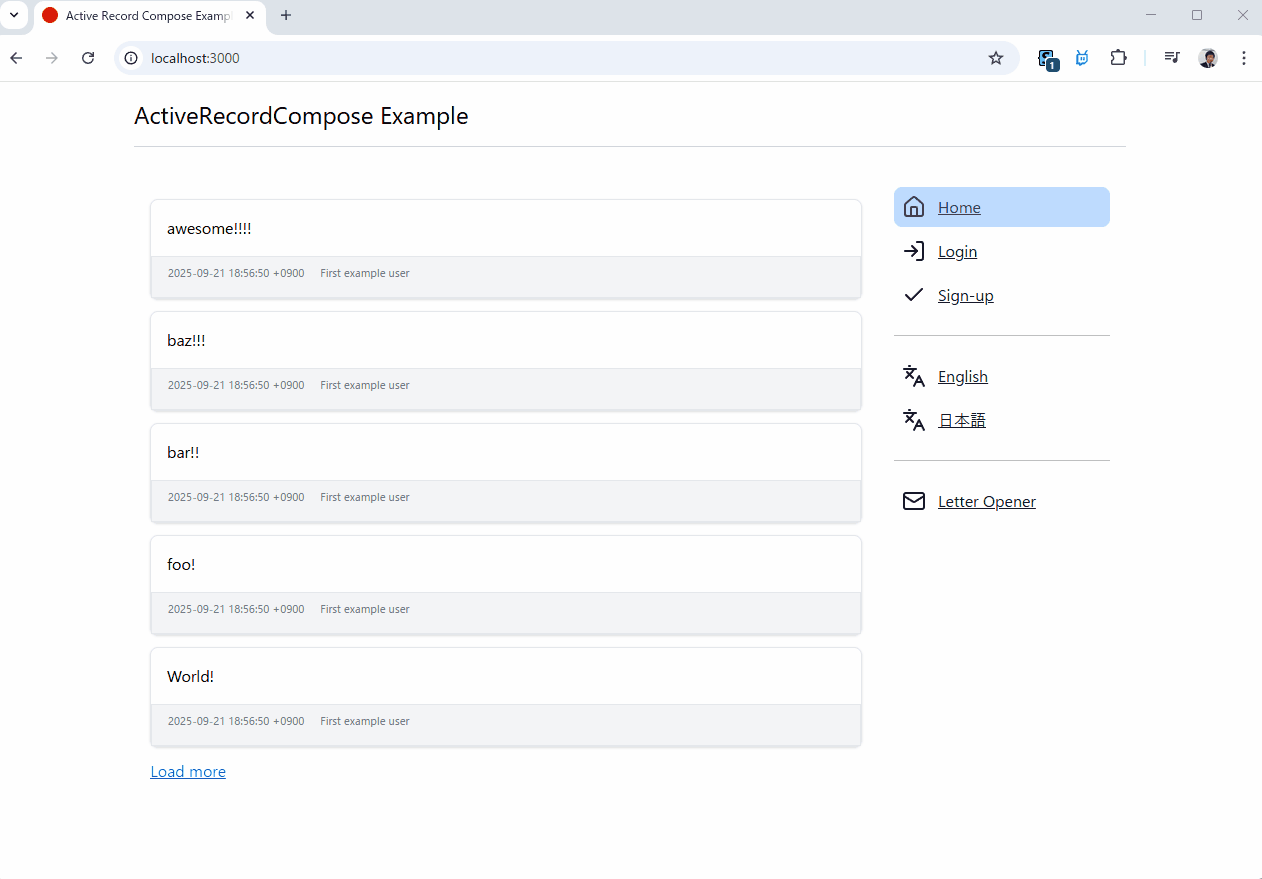 Active Record Compose Examp
localhost:3000
1
ActiveRecordCompose Example
awesome!!!!
2025-09-21 18:56:50 +0900 First example user
baz!!!
2025-09-21 18:56:50 +0900 First example user
bar!!
2025-09-21 18:56:50 +0900 First example user
foo!
2025-09-21 18:56:50 +0900 First example user
World!
2025-09-21 18:56:50 +0900 First example user
Load more
Home
Login
Sign-up
English
日本語
Letter Opener